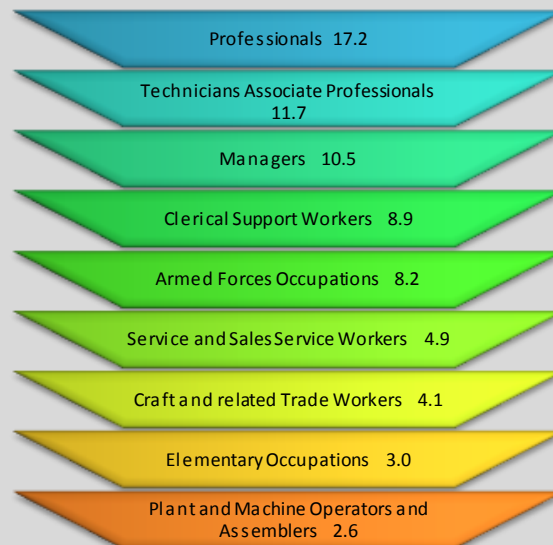 Professionals 17.2
Technicians Associate Professionals
11.7
Managers 10.5
Clerical Support Workers 8.9
Armed Forces Occupations 8.2
Service and Sales Service Workers 4.9
Craft and related Trade Workers 4.1
Elementary Occupations 3.0
Plant and Machine Operators and
Assemblers 2.6